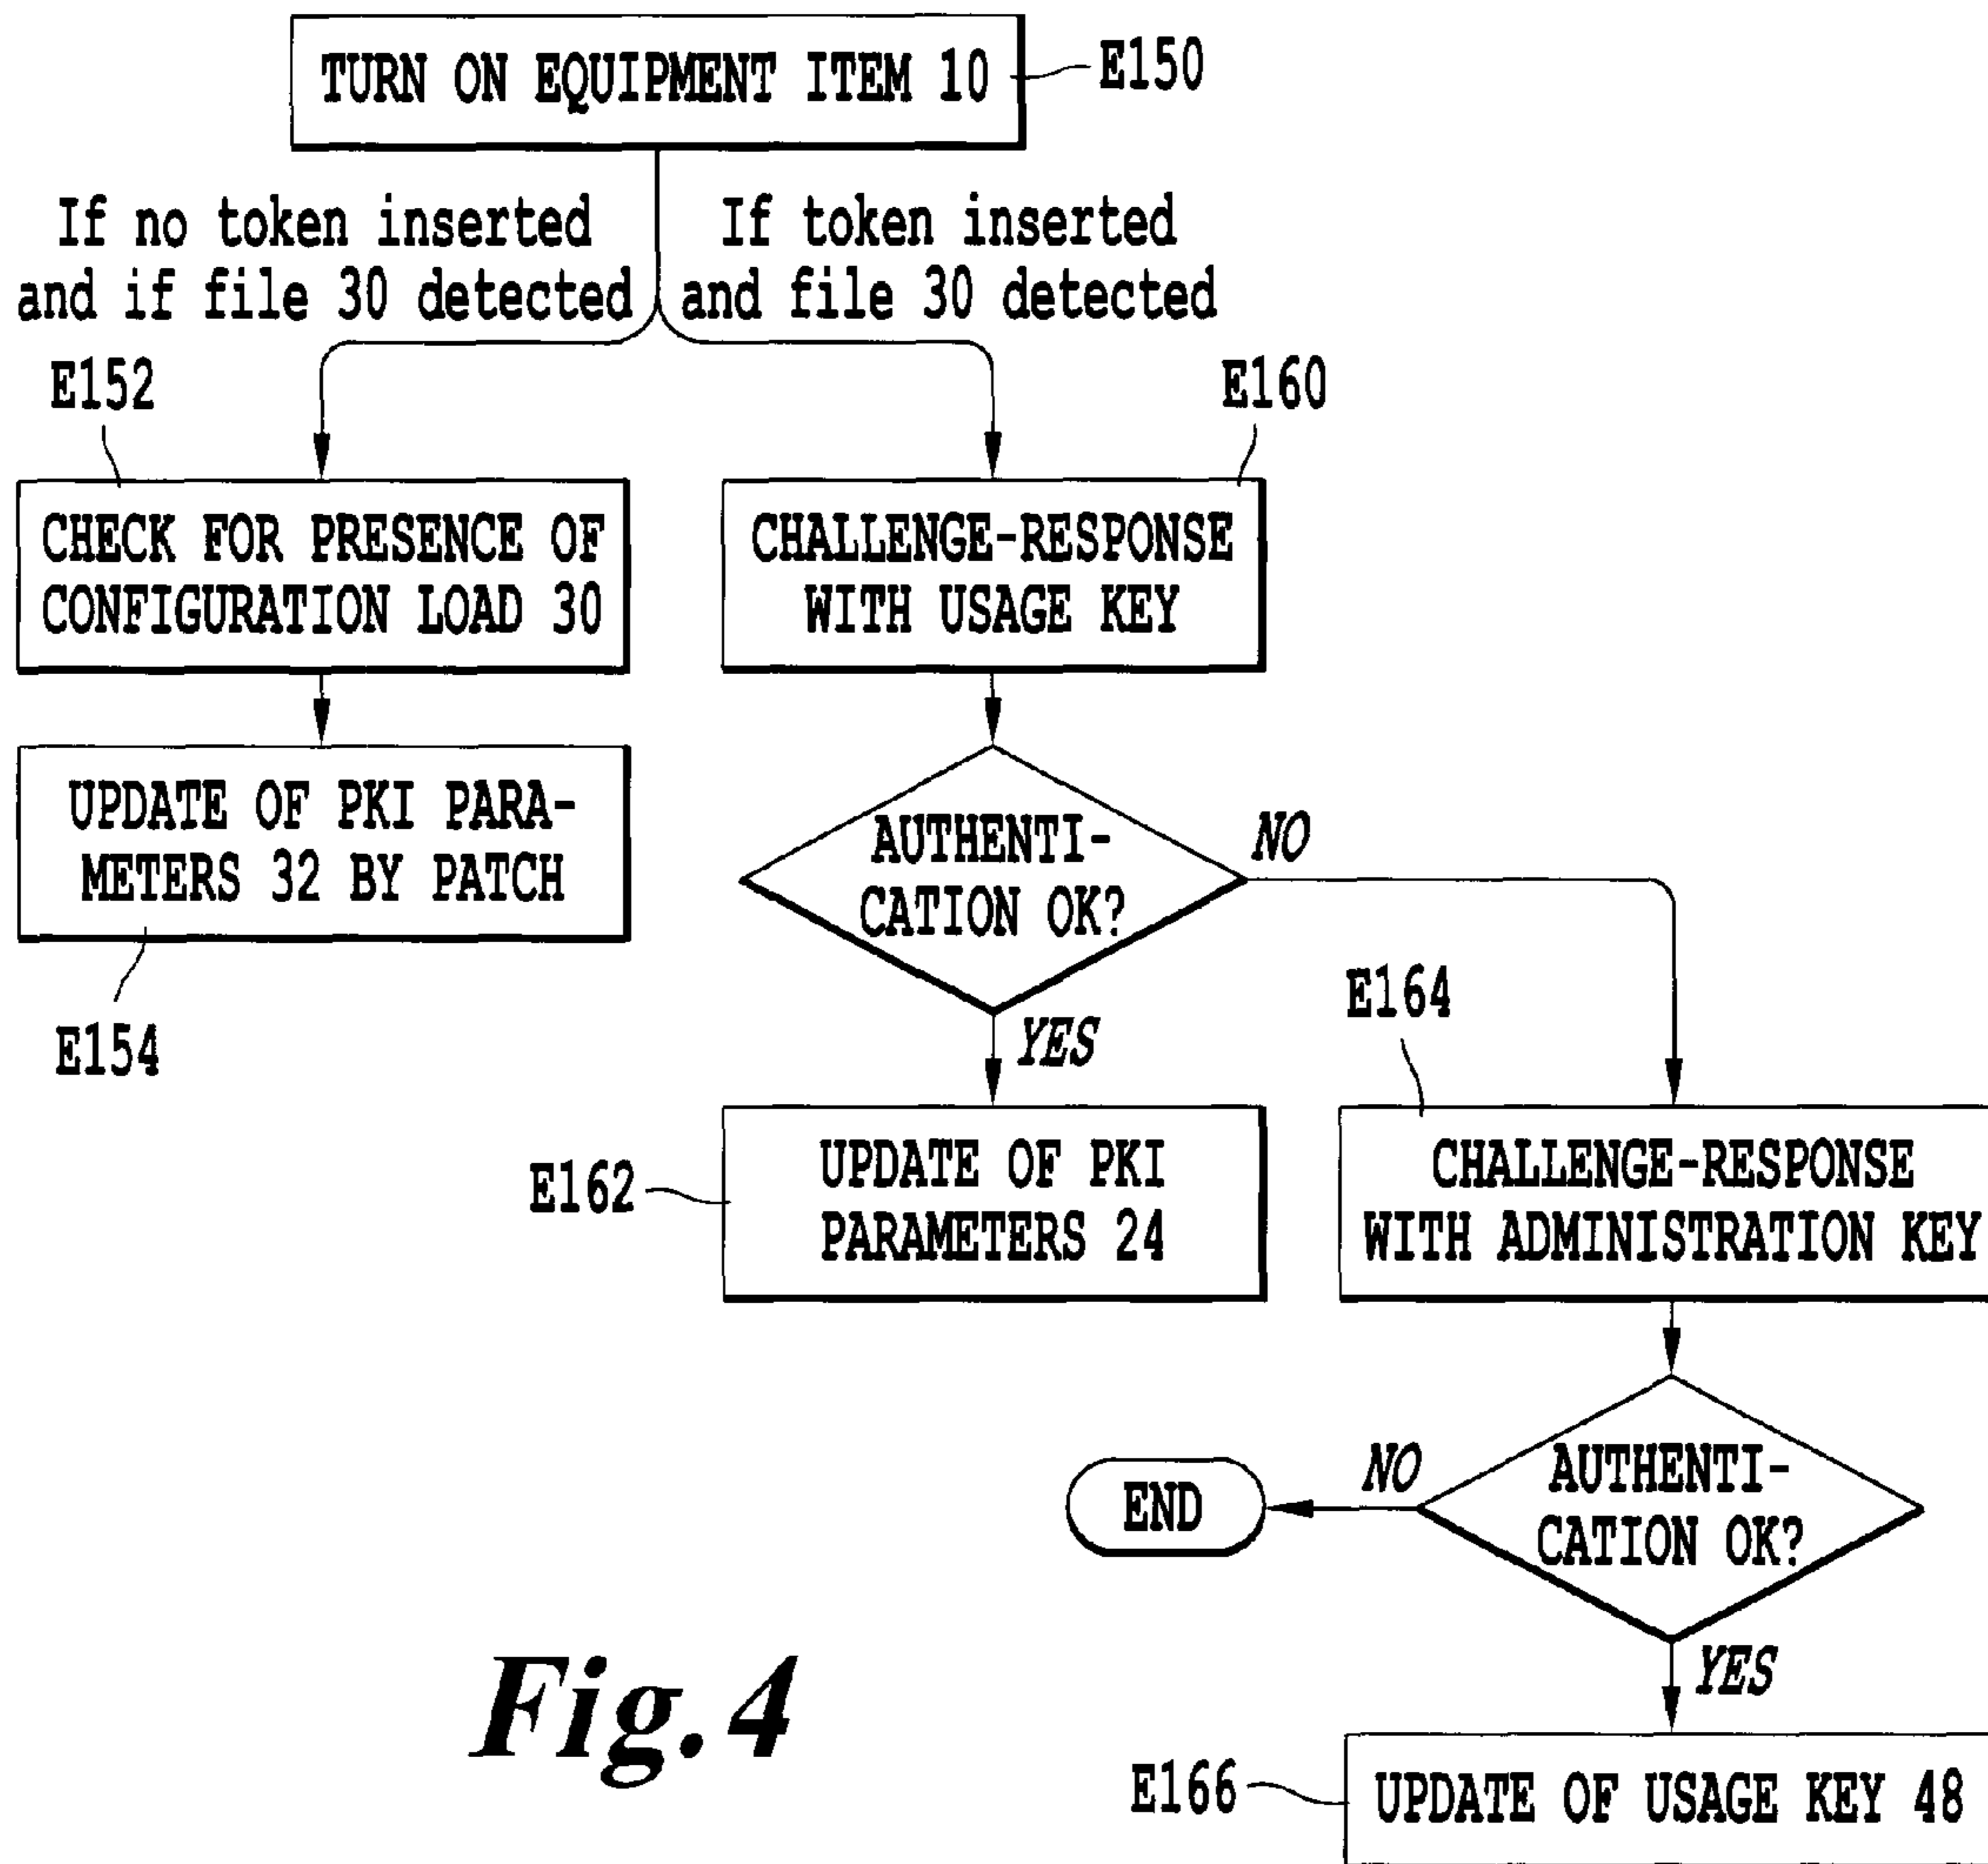 TURN ON EQUIPMENT ITEM 10
E150
If no token inserted
and if file 30 detected
If token inserted
and file 30 detected
E152
E160
CHECK FOR PRESENCE OF
CONFIGURATION LOAD 30
CHALLENGE-RESPONSE
WITH USAGE KEY
UPDATE OF PKI PARA-
METERS 32 BY PATCH
E154
AUTHENTI-
CATION OK?
NO
YES
E164
E162
UPDATE OF PKI
PARAMETERS 24
CHALLENGE-RESPONSE
WITH ADMINISTRATION KEY
AUTHENTI-
CATION OK?
NO
END
YES
E166
UPDATE OF USAGE KEY 48
Fig.4